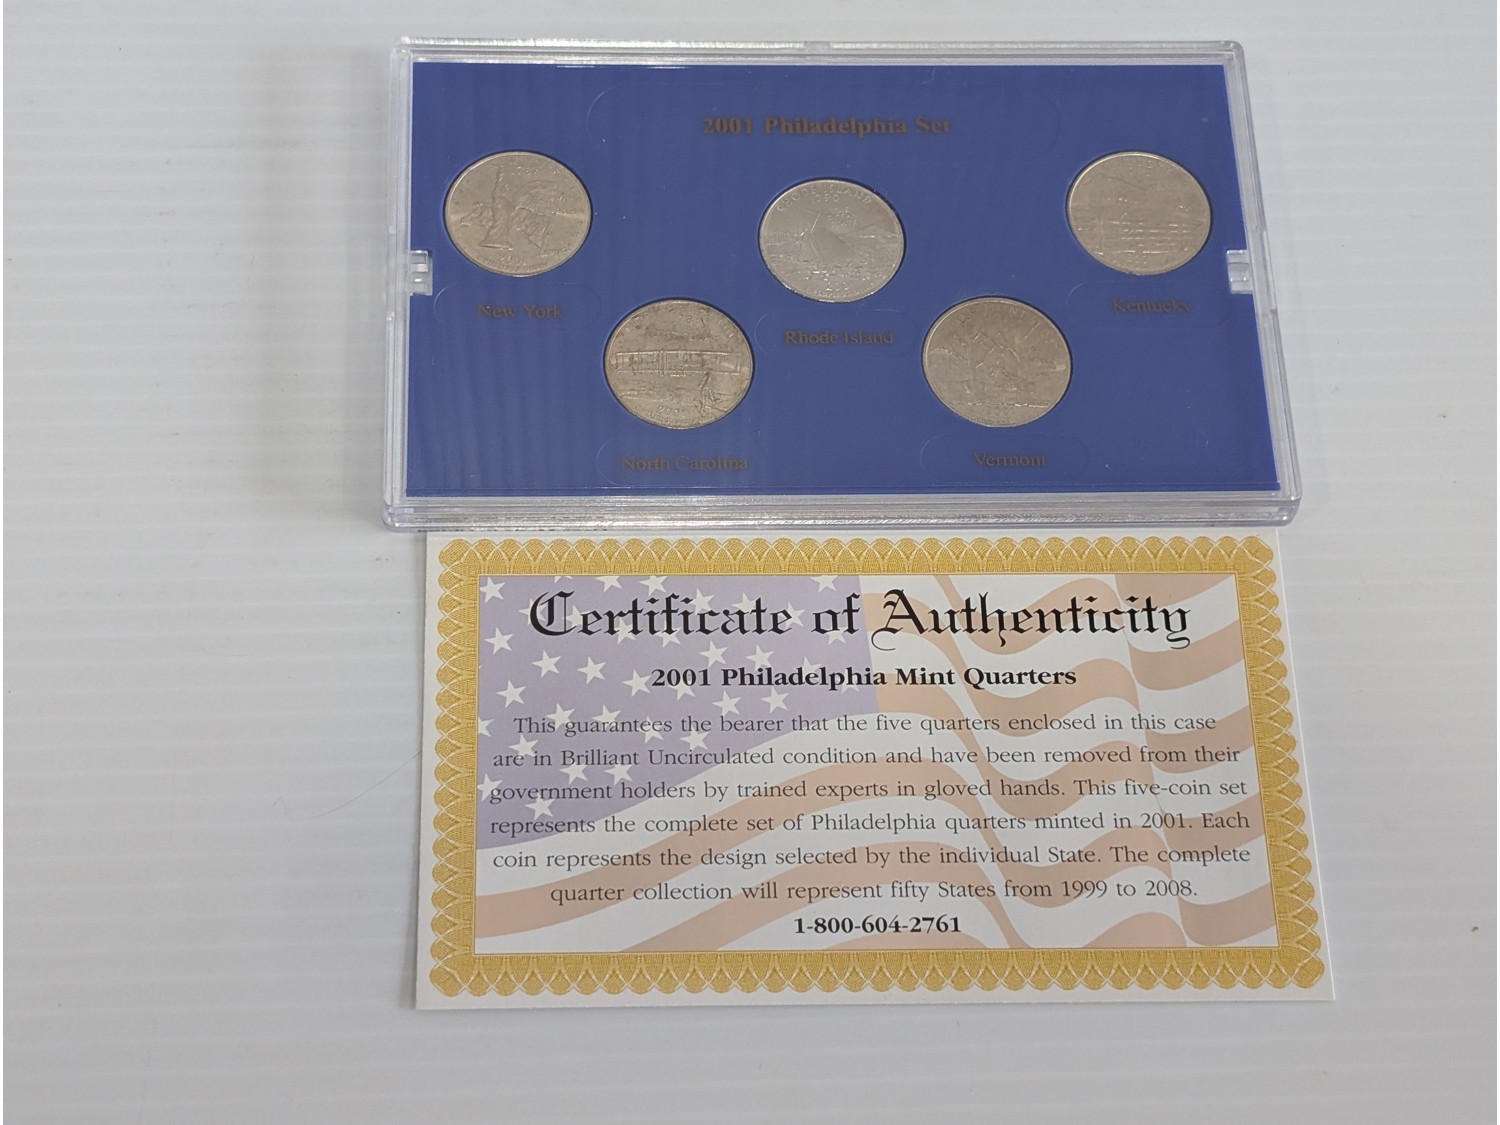 2001 Philadelphia Set
New York
Rhode Island
Kentucky
North Carolina
Vermont
RHODE ISLAND
Certificate of Authenticity
2001 Philadelphia Mint Quarters
This guarantees the bearer that the five quarters enclosed in this case
are in Brilliant Uncirculated condition and have been removed from their
government holders by trained experts in gloved hands. This five-coin set
represents the complete set of Philadelphia quarters minted in 2001. Each
coin represents the design selected by the individual State. The complete
quarter collection will represent fifty States from 1999 to 2008.
1-800-604-2761